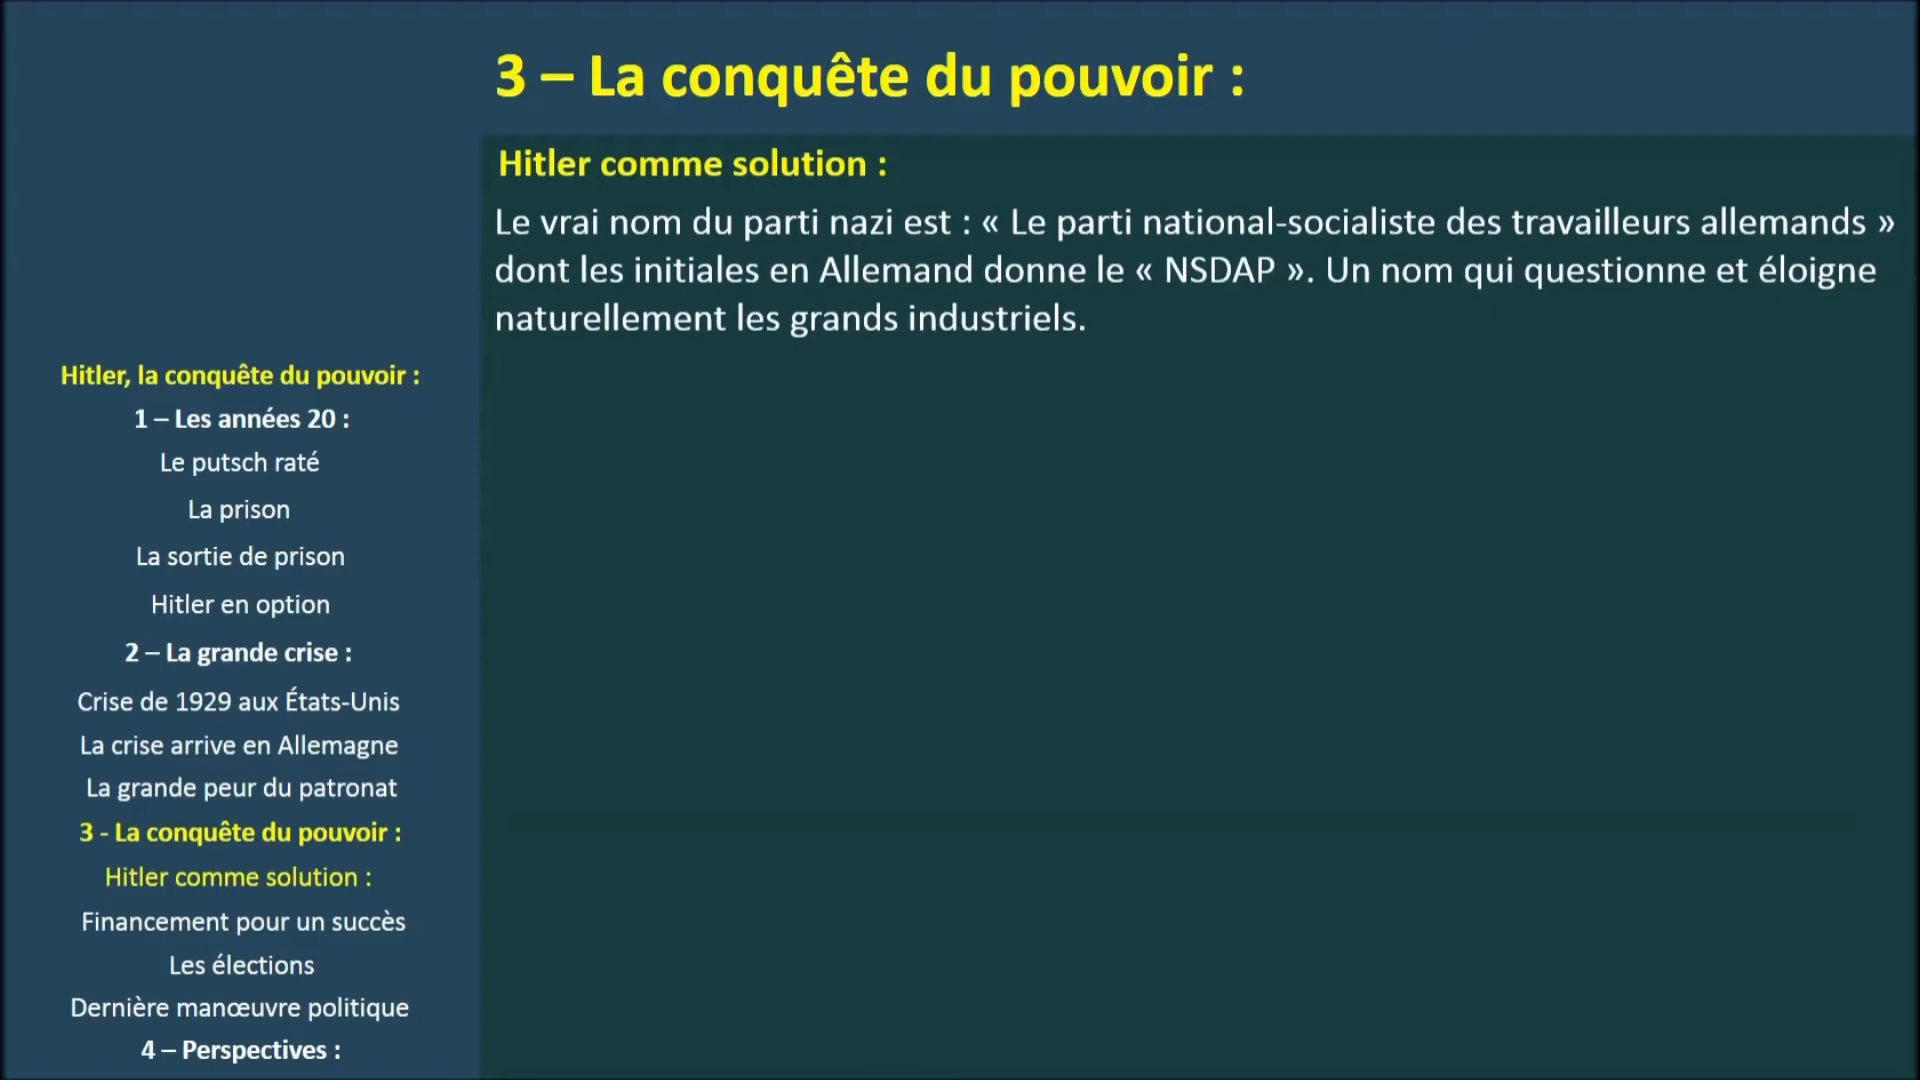 3 – La conquête du pouvoir :
Hitler comme solution :
Le vrai nom du parti nazi est : « Le parti national-socialiste des travailleurs allemands »
dont les initiales en Allemand donne le « NSDAP ». Un nom qui questionne et éloigne
naturellement les grands industriels.
Hitler, la conquête du pouvoir :
1 – Les années 20 :
Le putsch raté
La prison
La sortie de prison
Hitler en option
2 – La grande crise :
Crise de 1929 aux États-Unis
La crise arrive en Allemagne
La grande peur du patronat
3 - La conquête du pouvoir :
Hitler comme solution :
Financement pour un succès
Les élections
Dernière manœuvre politique
4 – Perspectives :